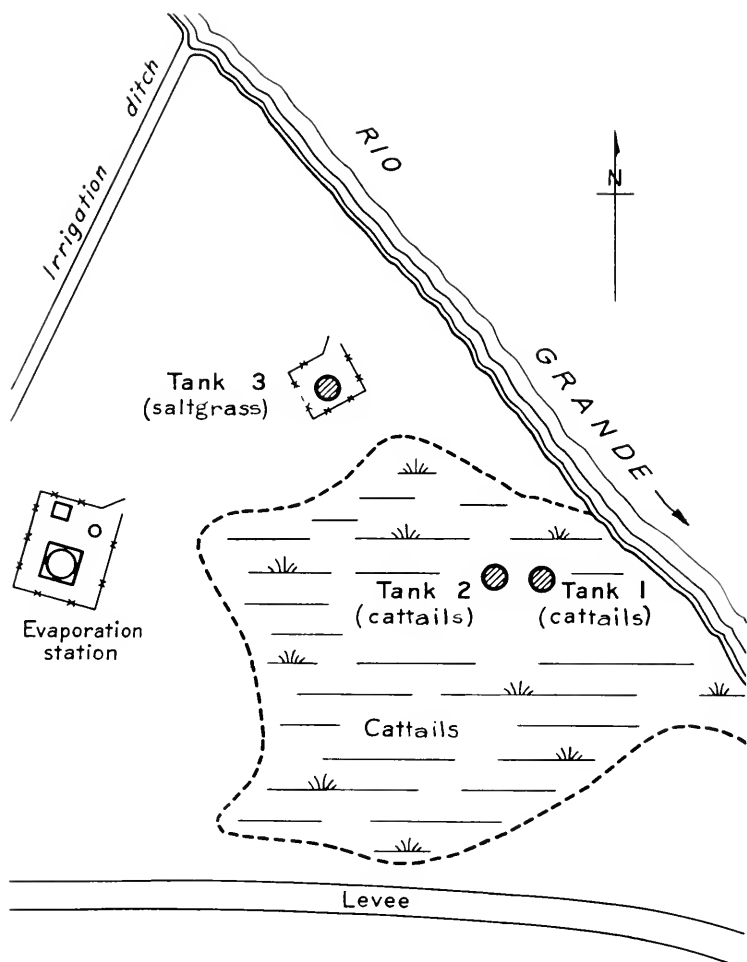 Irrigation ditch
RIO GRANDE
N
Tank 3
(saltgrass)
Tank 2
(cattails)
Tank 1
(cattails)
Evaporation
station
Cattails
Levee